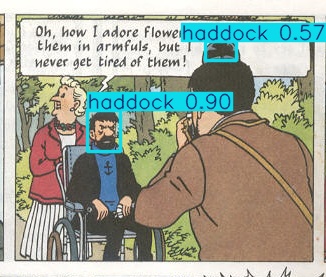 Oh, how I adore flowe
them in armfuls, but I
never get tired of them!
haddock 0.57
haddock 0.90